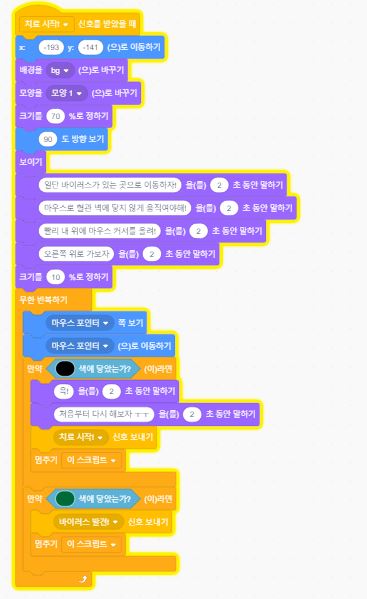 치료 시작! 신호를 받았을 때
x: -193 y: -141 (으)로 이동하기
배경을 bg (으)로 바꾸기
모양을 모양 1 (으)로 바꾸기
크기를 70 %로 정하기
90 도 방향 보기
보이기
일단 바이러스가 있는 곳으로 이동하자! 을(를) 2 초 동안 말하기
마우스로 혈관 벽에 닿지 않게 움직여야해! 을(를) 2 초 동안 말하기
빨리 내 위에 마우스 커서를 올려! 을(를) 2 초 동안 말하기
오른쪽 위로 가보자 을(를) 2 초 동안 말하기
크기를 10 %로 정하기
무한 반복하기
마우스 포인터 쪽 보기
마우스 포인터 (으)로 이동하기
만약 색에 닿았는가? (이)라면
윽! 을(를) 2 초 동안 말하기
처음부터 다시 해보자 ㅜㅜ 을(를) 2 초 동안 말하기
치료 시작! 신호 보내기
멈추기 이 스크립트
만약 색에 닿았는가? (이)라면
바이러스 발견! 신호 보내기
멈추기 이 스크립트